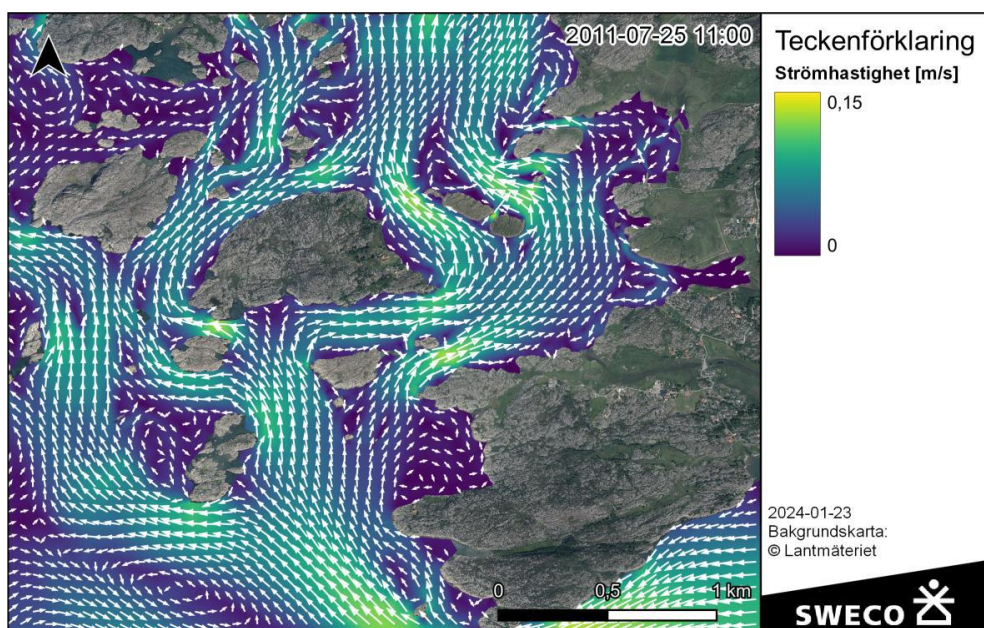 2011-07-25 11:00
0
0,5
1 km
Teckenförklaring
Strömhastighet [m/s]
0,15
0
2024-01-23
Bakgrundskarta:
© Lantmäteriet
SWECO